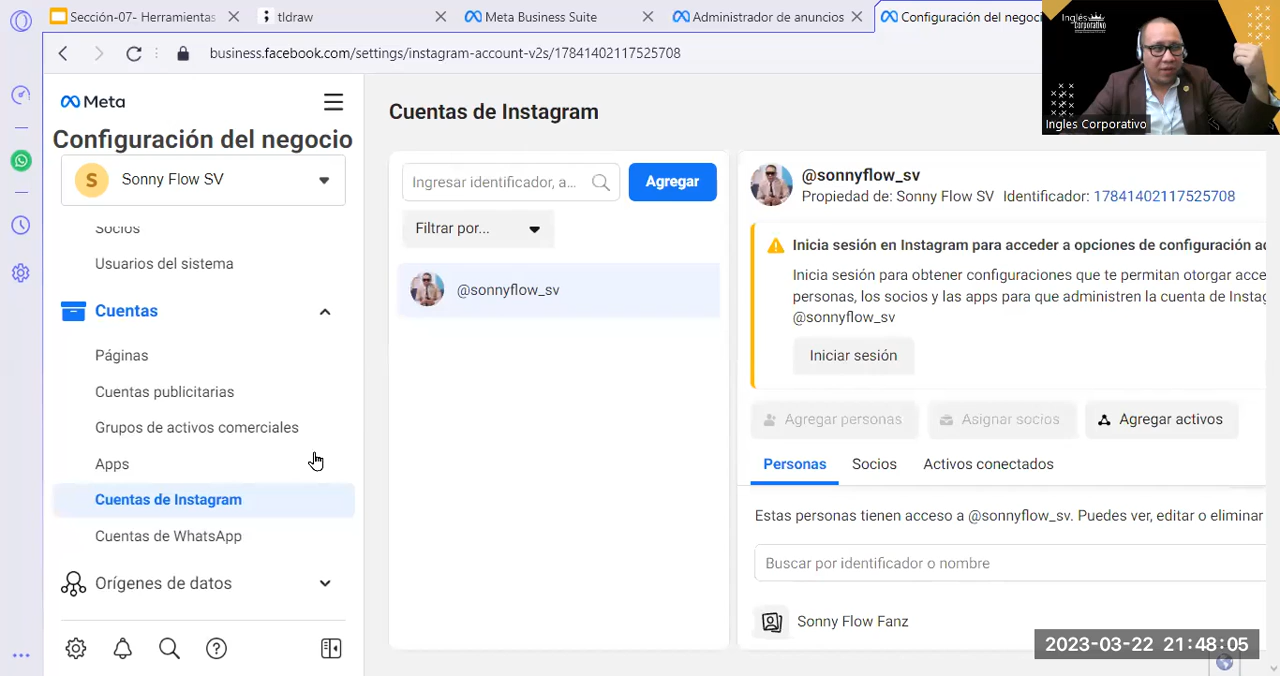 Sección-07- Herramientas
tldraw
Meta Business Suite
Administrador de anuncios
Configuración del negoci
business.facebook.com/settings/instagram-account-v2s/17841402117525708
Inglés
Corporativo
Ingles Corporativo
Meta
Configuración del negocio
S
Sonny Flow SV
Socios
Usuarios del sistema
Cuentas
Páginas
Cuentas publicitarias
Grupos de activos comerciales
Apps
Cuentas de Instagram
Cuentas de WhatsApp
Orígenes de datos
Cuentas de Instagram
Ingresar identificador, a...
Agregar
Filtrar por...
@sonnyflow_sv
@sonnyflow_sv
Propiedad de: Sonny Flow SV Identificador: 17841402117525708
Inicia sesión en Instagram para acceder a opciones de configuración ad
Inicia sesión para obtener configuraciones que te permitan otorgar acce
personas, los socios y las apps para que administren la cuenta de Instag
@sonnyflow_sv
Iniciar sesión
Agregar personas
Asignar socios
Agregar activos
Personas
Socios
Activos conectados
Estas personas tienen acceso a @sonnyflow_sv. Puedes ver, editar o eliminar
Buscar por identificador o nombre
Sonny Flow Fanz
2023-03-22 21:48:05